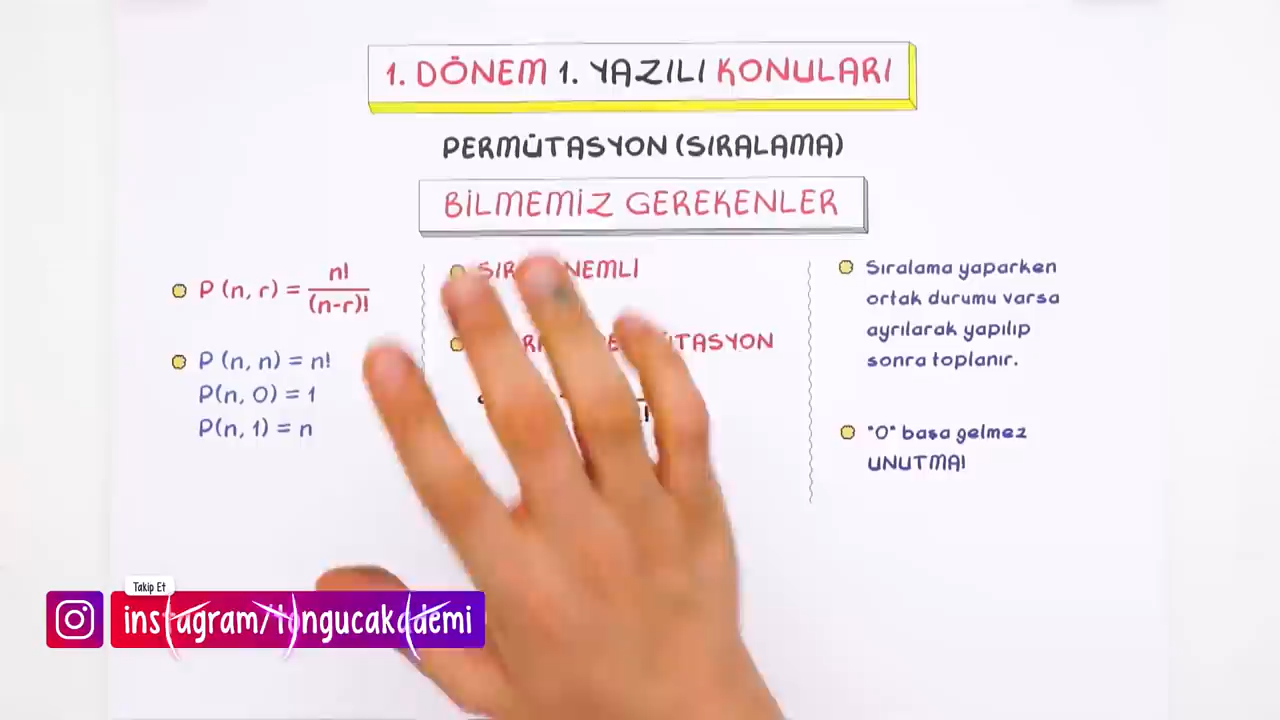 1. DÖNEM 1. YAZILI KONULARI
PERMÜTASYON (SIRALAMA)
BİLMEMİZ GEREKENLER
P (n, r) = n! / (n-r)!
P (n, n) = n!
P(n, 0) = 1
P(n, 1) = n
Sıralama yaparken
ortak durumu varsa
ayrılarak yapılıp
sonra toplanır.
"0" başa gelmez
UNUTMA!
Takip Et
instagram/tongucakademi